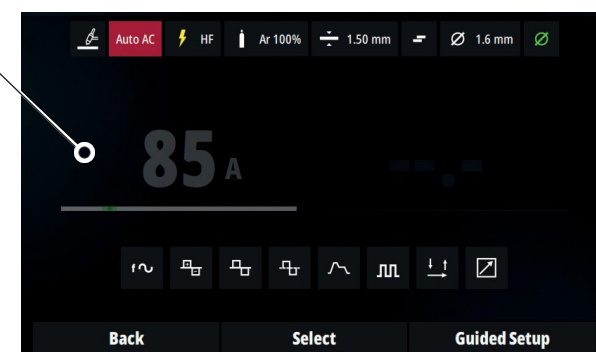 Auto AC HF Ar 100% 1.50 mm Ø 1.6 mm Ø
85 A --.-
f
Back Select Guided Setup